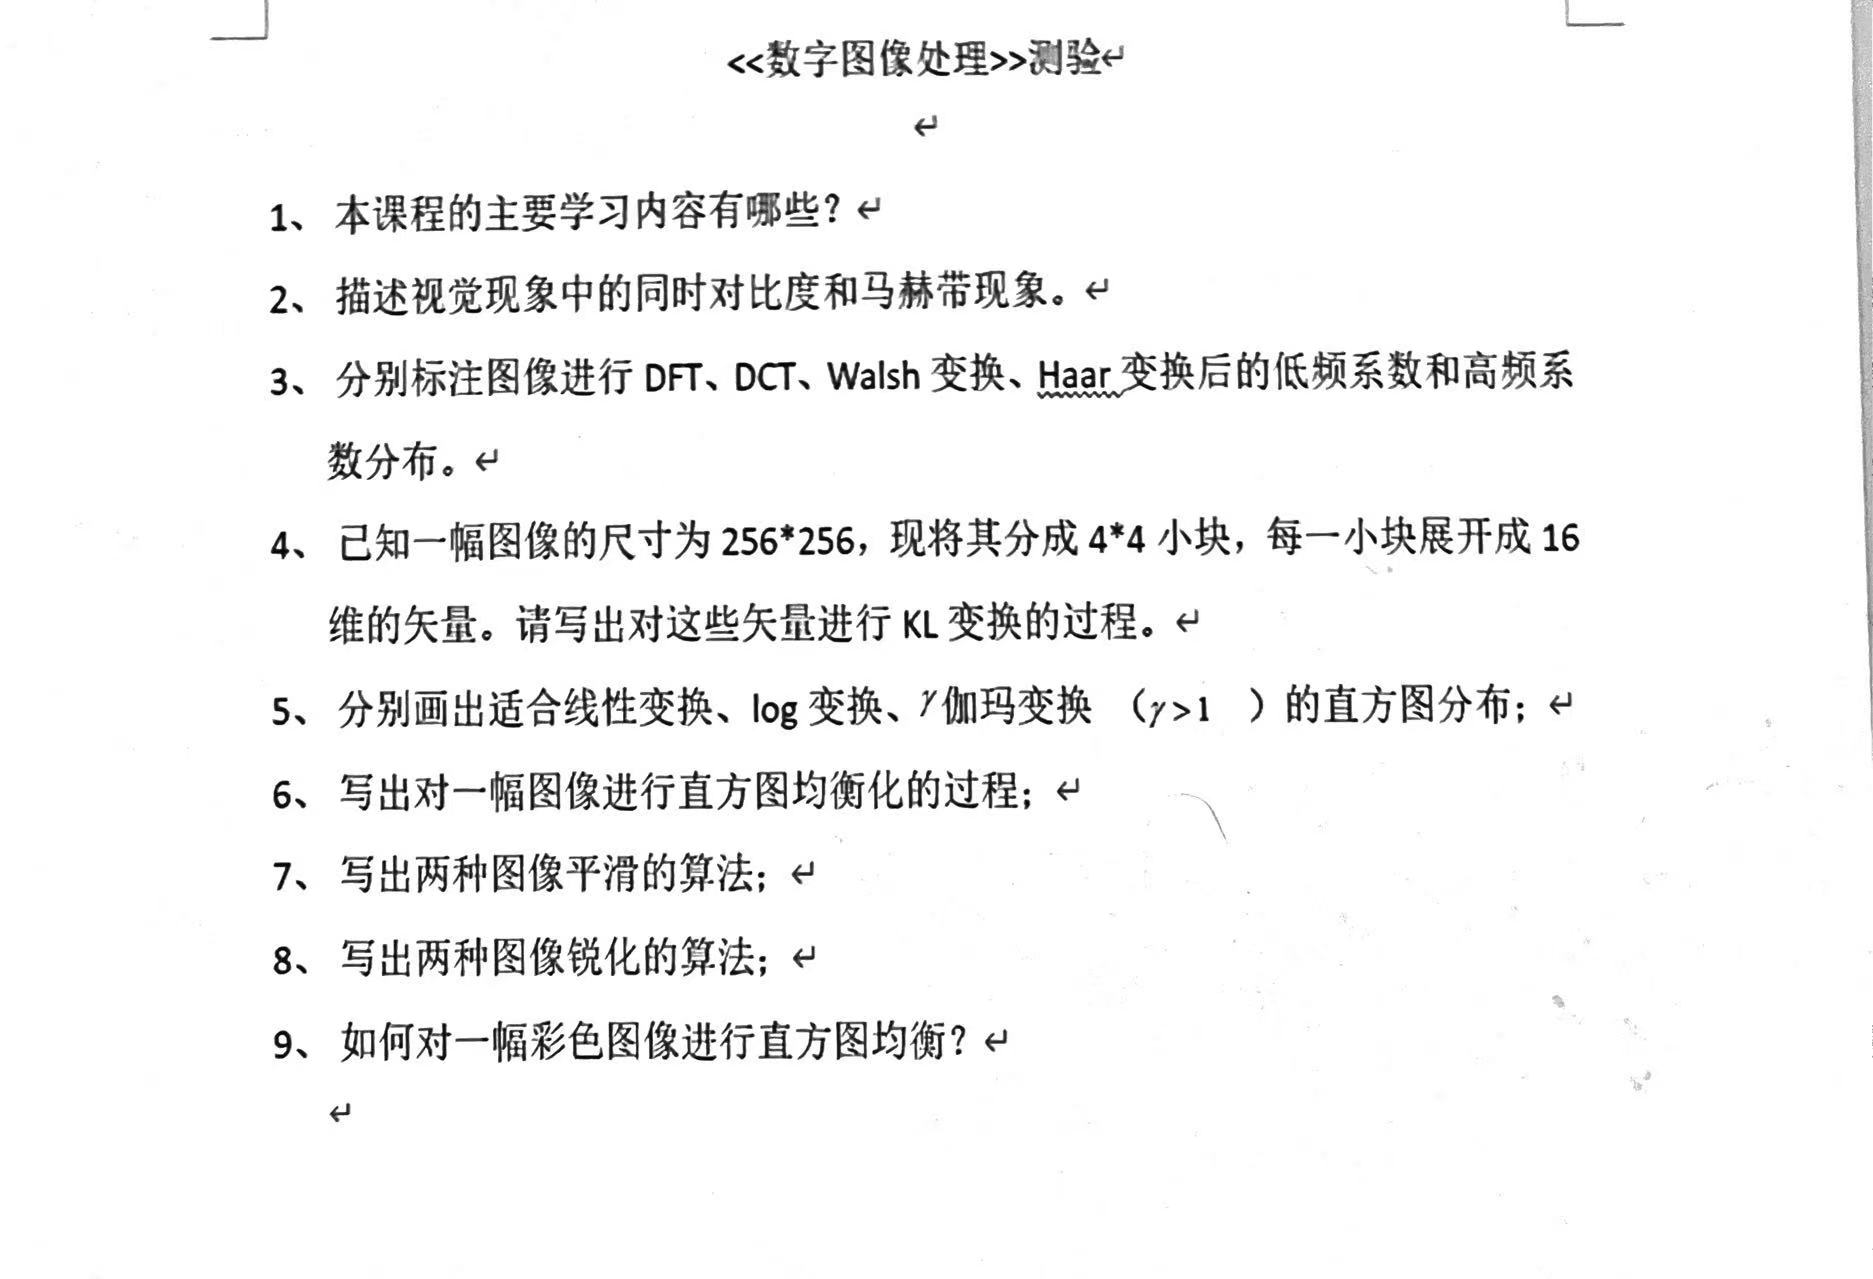 <<数字图像处理>>测验↵
↵
1、 本课程的主要学习内容有哪些？↵
2、 描述视觉现象中的同时对比度和马赫带现象。↵
3、 分别标注图像进行 DFT、DCT、Walsh 变换、Haar 变换后的低频系数和高频系
数分布。↵
4、 已知一幅图像的尺寸为 256*256，现将其分成 4*4 小块，每一小块展开成 16
维的矢量。请写出对这些矢量进行 KL 变换的过程。↵
5、 分别画出适合线性变换、log 变换、γ伽玛变换 （γ>1 ）的直方图分布；↵
6、 写出对一幅图像进行直方图均衡化的过程；↵
7、 写出两种图像平滑的算法；↵
8、 写出两种图像锐化的算法；↵
9、 如何对一幅彩色图像进行直方图均衡？↵
↵